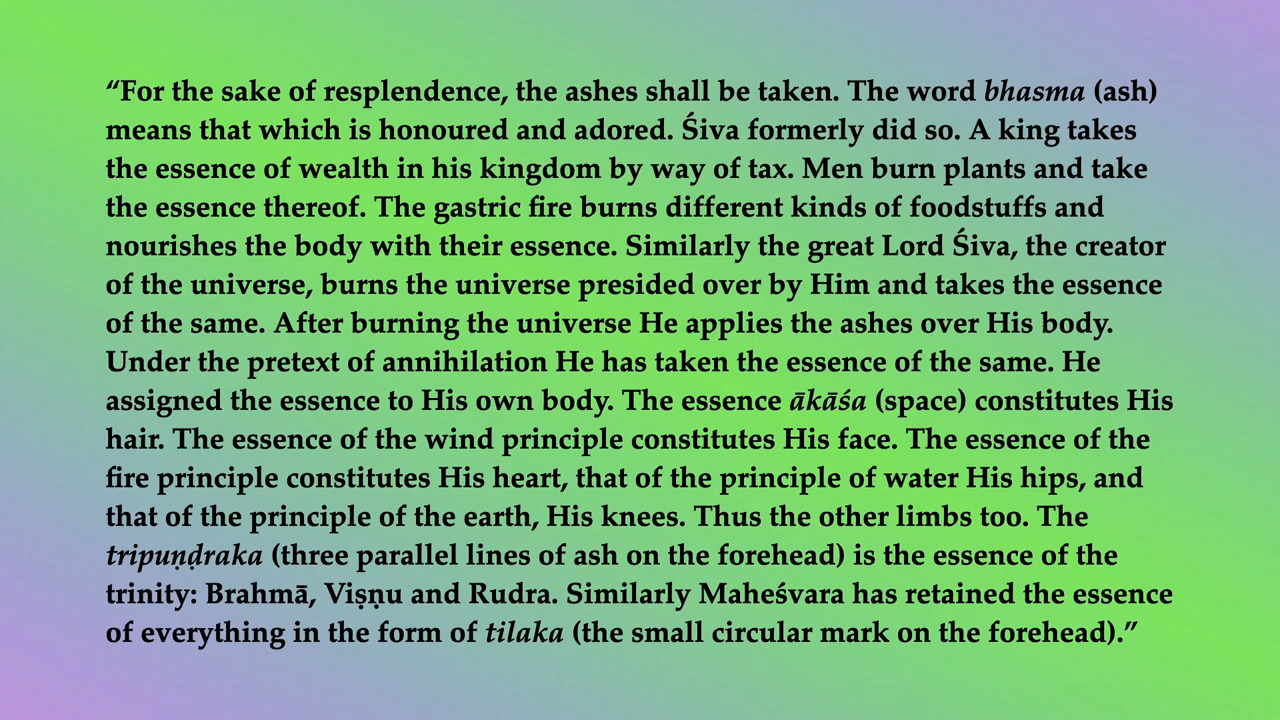 “For the sake of resplendence, the ashes shall be taken. The word bhasma (ash)
means that which is honoured and adored. Śiva formerly did so. A king takes
the essence of wealth in his kingdom by way of tax. Men burn plants and take
the essence thereof. The gastric fire burns different kinds of foodstuffs and
nourishes the body with their essence. Similarly the great Lord Śiva, the creator
of the universe, burns the universe presided over by Him and takes the essence
of the same. After burning the universe He applies the ashes over His body.
Under the pretext of annihilation He has taken the essence of the same. He
assigned the essence to His own body. The essence ākāśa (space) constitutes His
hair. The essence of the wind principle constitutes His face. The essence of the
fire principle constitutes His heart, that of the principle of water His hips, and
that of the principle of the earth, His knees. Thus the other limbs too. The
tripuṇḍraka (three parallel lines of ash on the forehead) is the essence of the
trinity: Brahmā, Viṣṇu and Rudra. Similarly Maheśvara has retained the essence
of everything in the form of tilaka (the small circular mark on the forehead).”